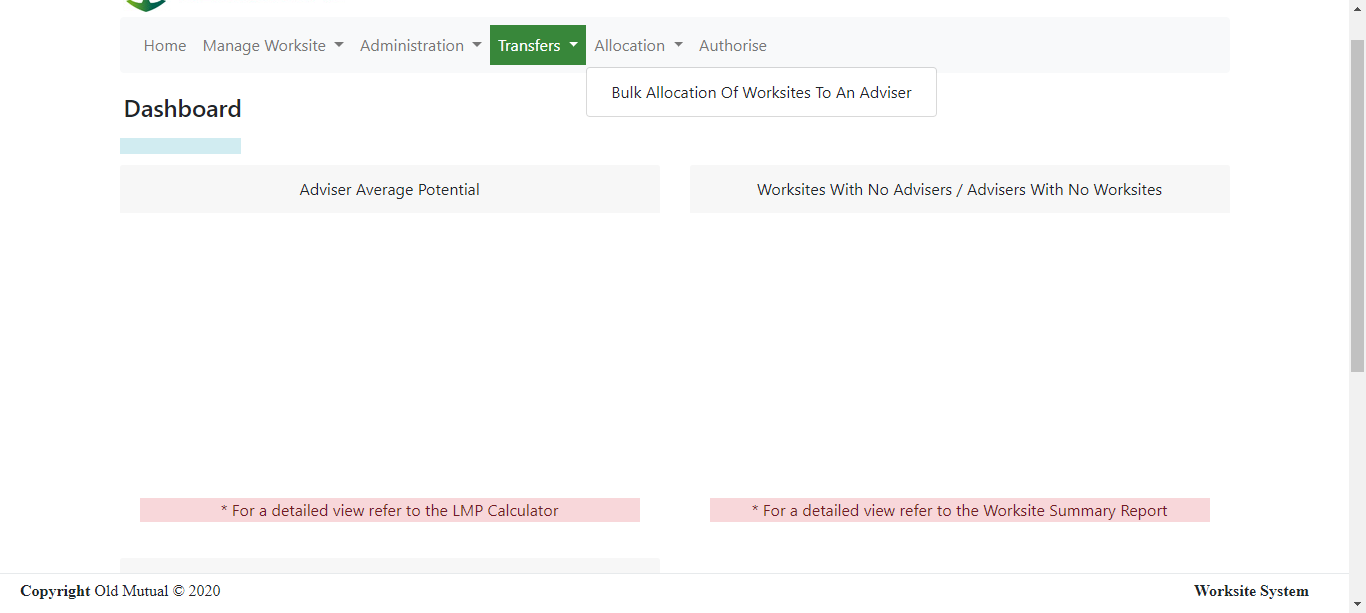 Home Manage Worksite Administration Transfers Allocation Authorise
Bulk Allocation Of Worksites To An Adviser
Dashboard
Adviser Average Potential
Worksites With No Advisers / Advisers With No Worksites
* For a detailed view refer to the LMP Calculator
* For a detailed view refer to the Worksite Summary Report
Copyright Old Mutual © 2020
Worksite System